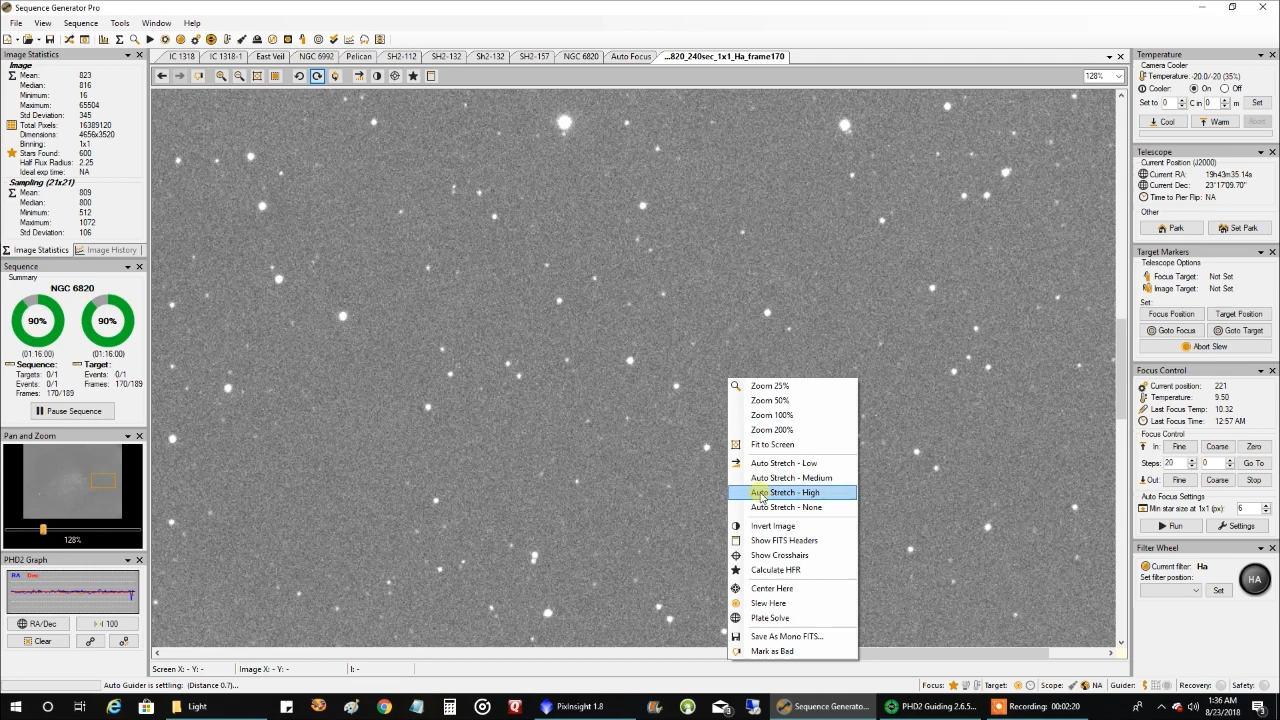 Sequence Generator Pro
File View Sequence Tools Window Help
Image Statistics
Image
Mean: 823
Median: 816
Minimum: 16
Maximum: 65504
Std Deviation: 345
Total Pixels: 16389120
Dimensions: 4656x3520
Binning: 1x1
Stars Found: 600
Half Flux Radius: 2.25
Ideal exp time: NA
Sampling (21x21)
Mean: 809
Median: 800
Minimum: 512
Maximum: 1072
Std Deviation: 106
Image Statistics Image History
Sequence
Summary
NGC 6820
90% 90%
(01:16:00) (01:16:00)
Sequence: Target:
Targets: 0/1 Events: 0/1
Events: 0/1 Frames: 170/189
Frames: 170/189
Pause Sequence
Pan and Zoom
128%
PHD2 Graph
RA Dec
RA/Dec 100
Clear
IC 1318 IC 1318-1 East Veil NGC 6992 Pelican SH2-112 SH2-132 Sh2-132 SH2-157 NGC 6820 Auto Focus ...820_240sec_1x1_Ha_frame170
128%
Zoom 25%
Zoom 50%
Zoom 100%
Zoom 200%
Fit to Screen
Auto Stretch - Low
Auto Stretch - Medium
Auto Stretch - High
Auto Stretch - None
Invert Image
Show FITS Headers
Show Crosshairs
Calculate HFR
Center Here
Slew Here
Plate Solve
Save As Mono FITS...
Mark as Bad
Screen X: - Y: - Image X: - Y: - I: -
Temperature
Camera Cooler
Temperature: -20.0/-20 (35%)
Cooler: On Off
Set to 0 C in 0 m Set
Cool Warm Abort
Telescope
Current Position (J2000)
Current RA: 19h43m35.14s
Current Dec: 23°17'09.70"
Time to Pier Flip: NA
Other
Park Set Park
Target Markers
Telescope Options
Focus Target: Not Set
Image Target: Not Set
Set:
Focus Position Target Position
Goto Focus Goto Target
Abort Slew
Focus Control
Current position: 221
Temperature: 9.50
Last Focus Temp: 10.32
Last Focus Time: 12:57 AM
Focus Control
In: Fine Coarse Zero
Steps: 20 0 Go To
Out: Fine Coarse Stop
Auto Focus Settings
Min star size at 1x1 (px): 6
Run Settings
Filter Wheel
Current filter: Ha
Set filter position:
Set
HA
Auto Guider is settling: (Distance 0.7)... Focus: Target: Scope: NA Guider: Recovery: Safety:
Light PixInsight 1.8 Sequence Generato... PHD2 Guiding 2.6.5... Recording: 00:02:20 1:36 AM
8/23/2018